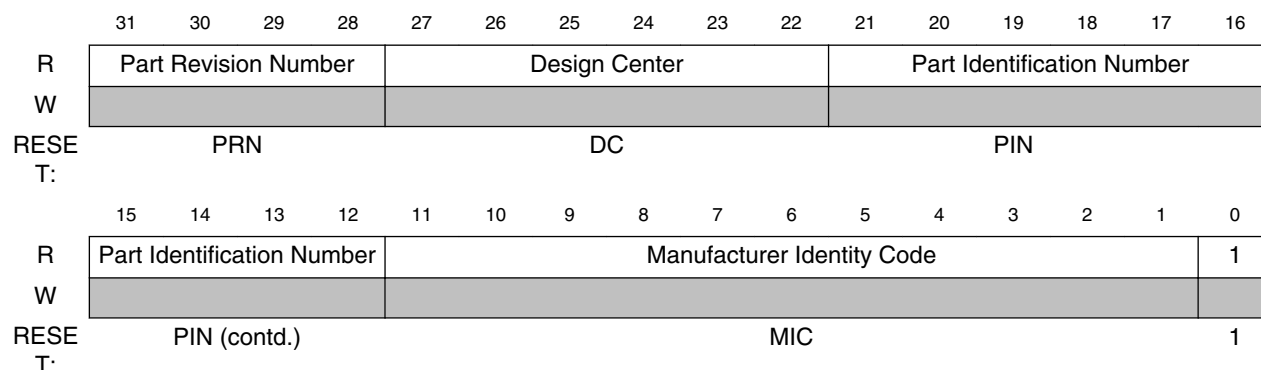 31 30 29 28 27 26 25 24 23 22 21 20 19 18 17 16
R Part Revision Number Design Center Part Identification Number
W
RESE PRN DC PIN
T:
15 14 13 12 11 10 9 8 7 6 5 4 3 2 1 0
R Part Identification Number Manufacturer Identity Code 1
W
RESE PIN (contd.) MIC 1
T: